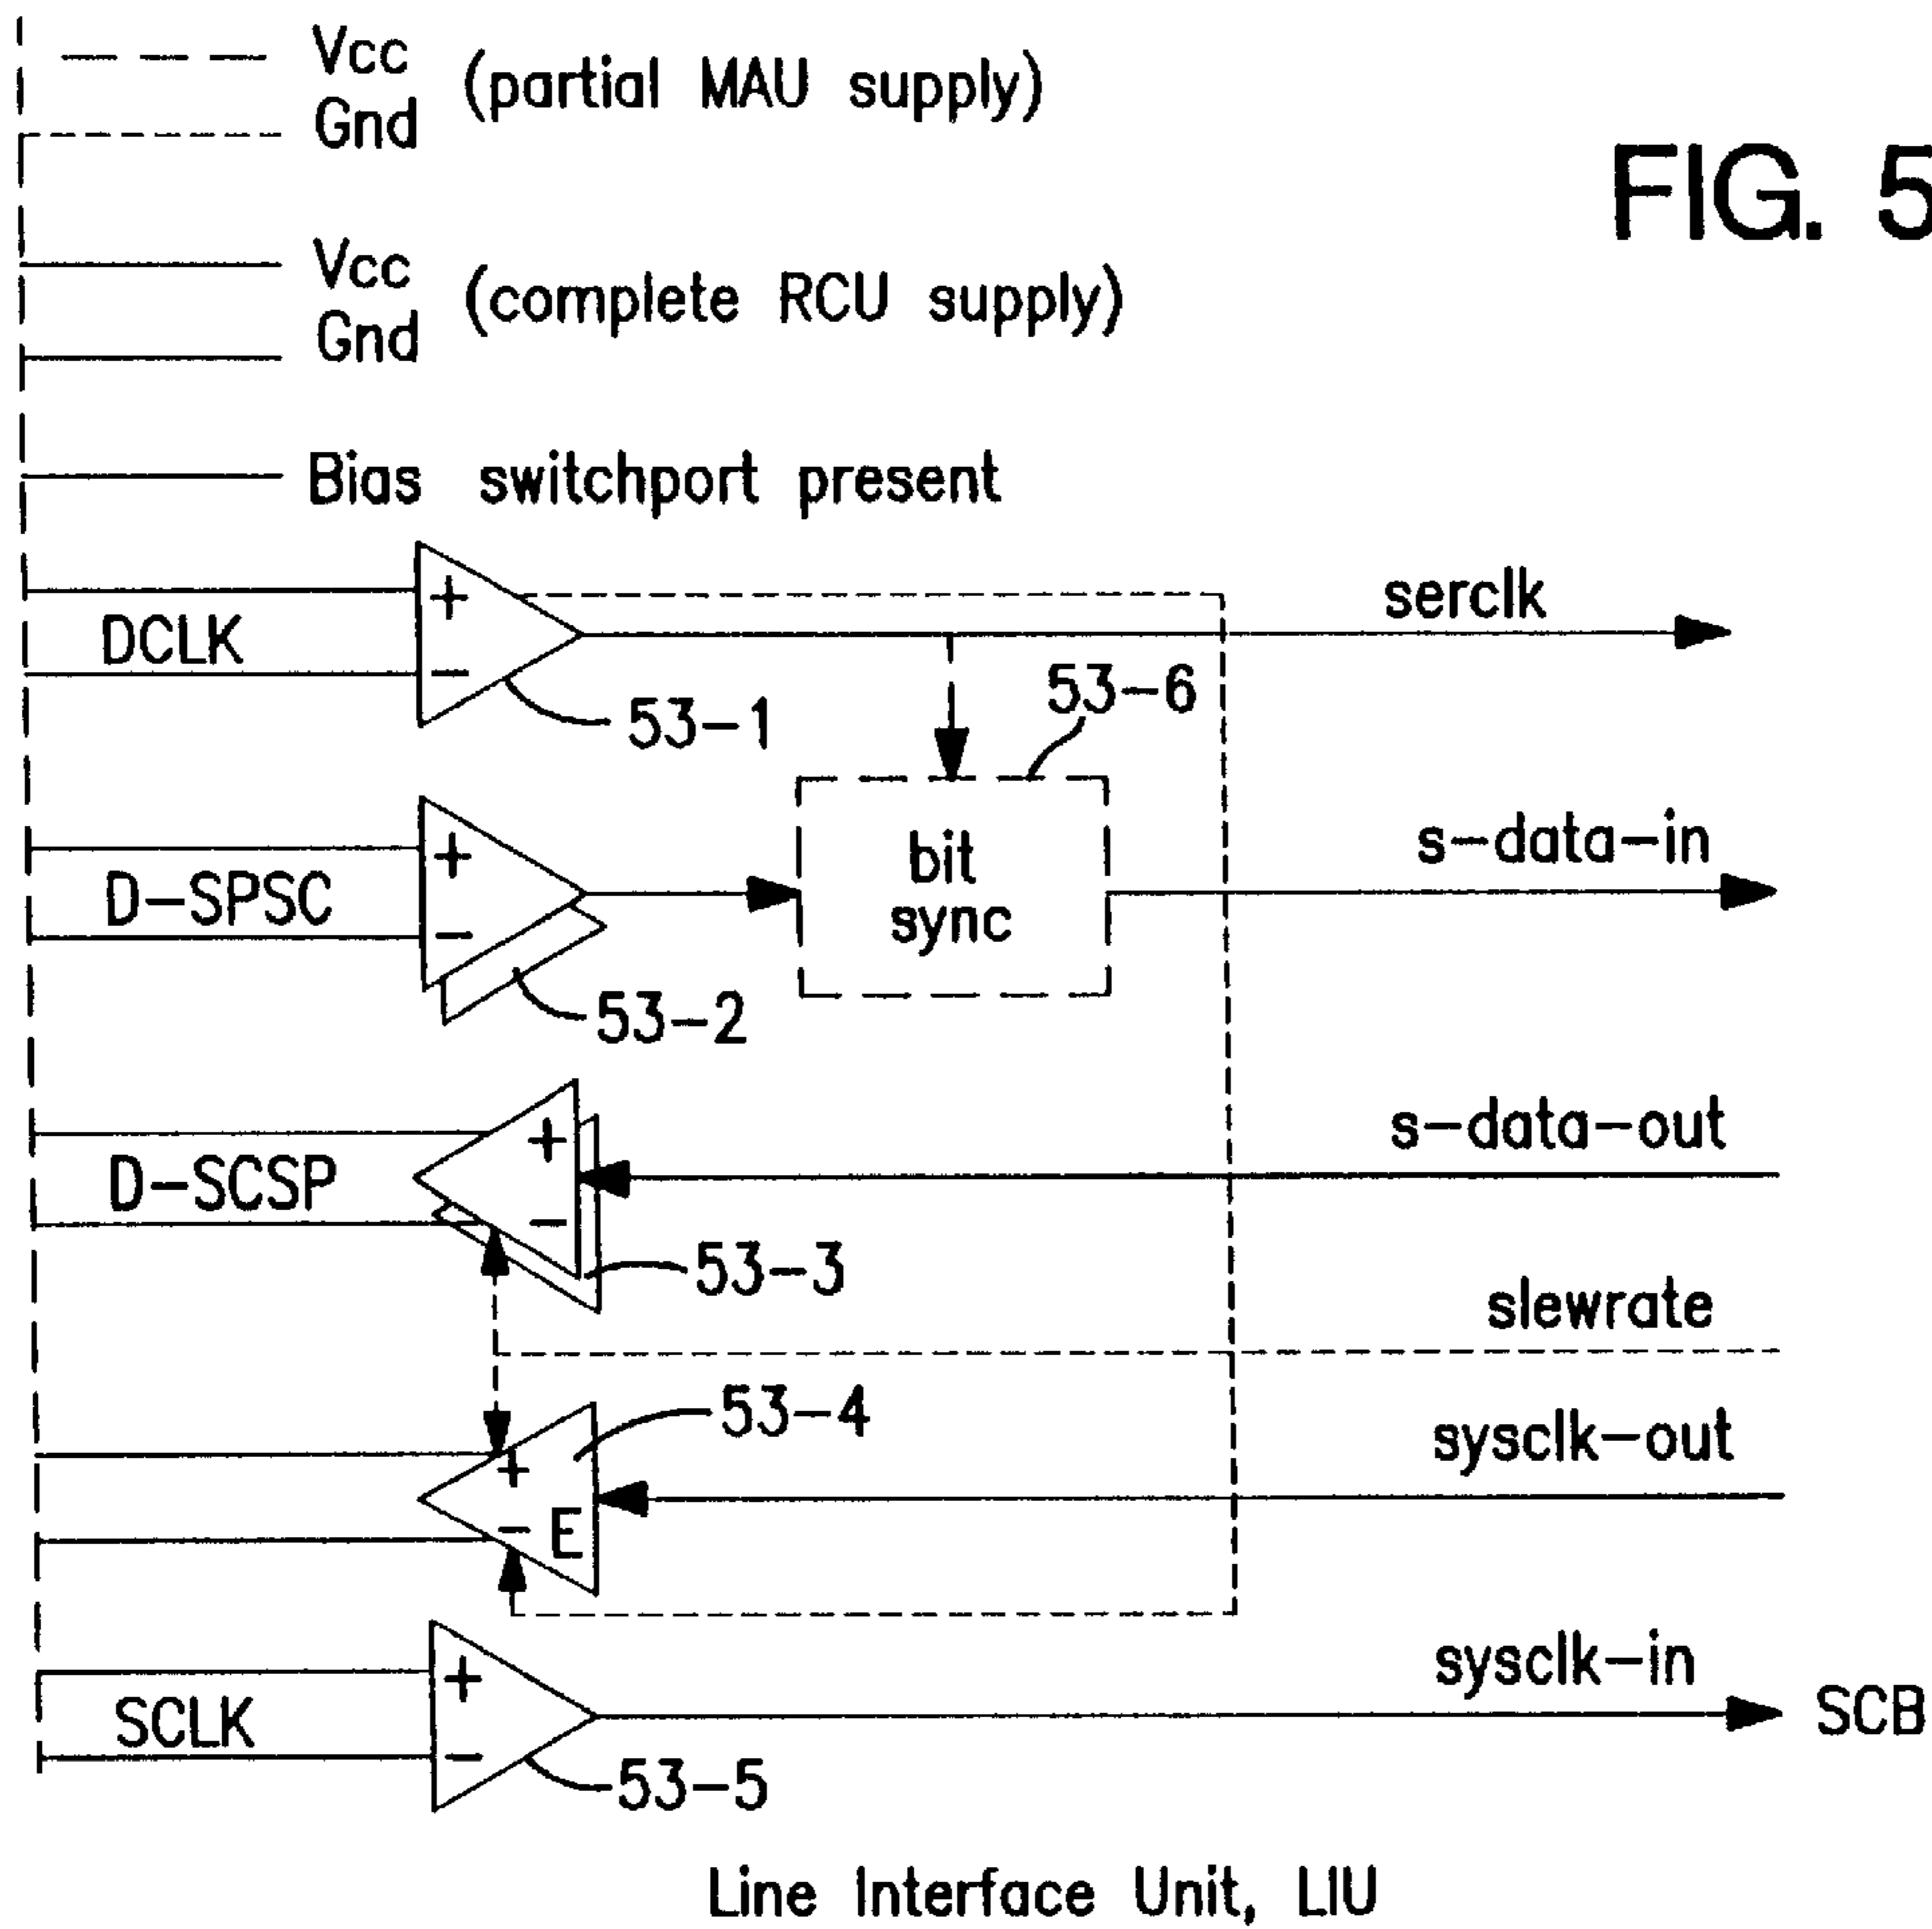 Vcc
(partial MAU supply)
Gnd
FIG. 5
Vcc
(complete RCU supply)
Gnd
Bias switchport present
serclk
+
DCLK
−
53-1
53-6
s-data-in
+
bit
sync
D-SPSC
−
53-2
s-data-out
+
D-SCSP
−
53-3
slewrate
53-4
sysclk-out
+
− E
sysclk-in
+
SCLK
SCB
−
53-5
Line Interface Unit, LIU